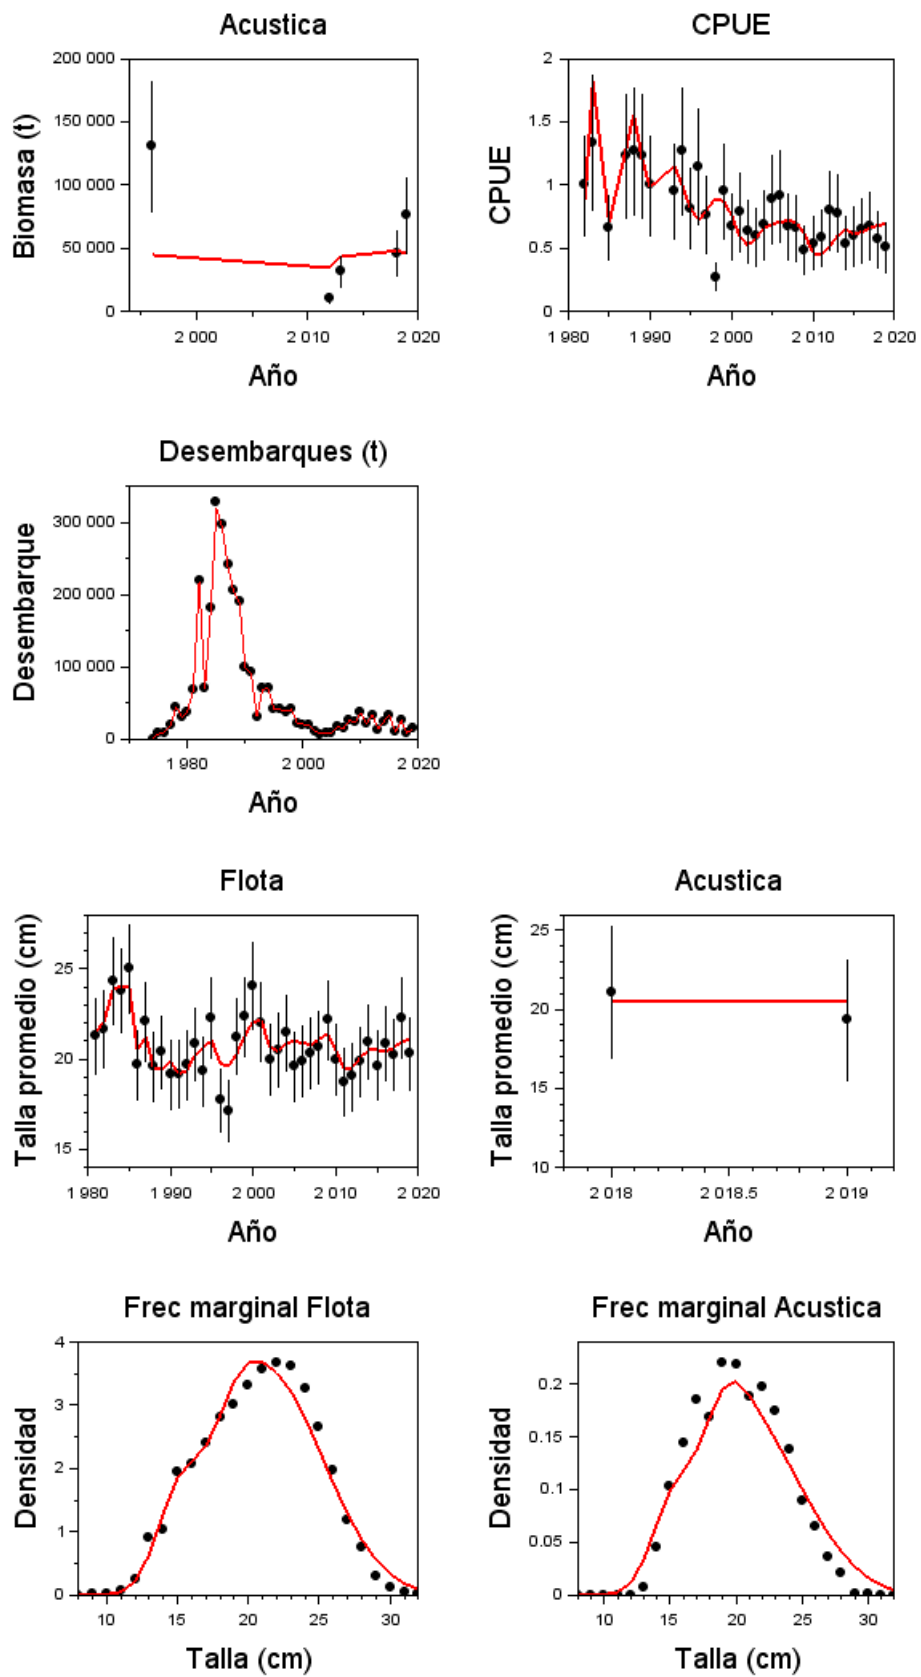 Acustica
CPUE
200 000
150 000
100 000
50 000
0
Biomasa (t)
2 000
2 010
2 020
Año
2
1.5
1
0.5
0
CPUE
1 980
1 990
2 000
2 010
2 020
Año
Desembarques (t)
300 000
200 000
100 000
0
Desembarque
1 980
2 000
2 020
Año
Flota
Acustica
25
20
15
Talla promedio (cm)
1 980
1 990
2 000
2 010
2 020
Año
25
20
15
10
Talla promedio (cm)
2 018
2 018.5
2 019
Año
Frec marginal Flota
Frec marginal Acustica
4
3
2
1
0
Densidad
10
15
20
25
30
Talla (cm)
0.2
0.15
0.1
0.05
0
Densidad
10
15
20
25
30
Talla (cm)